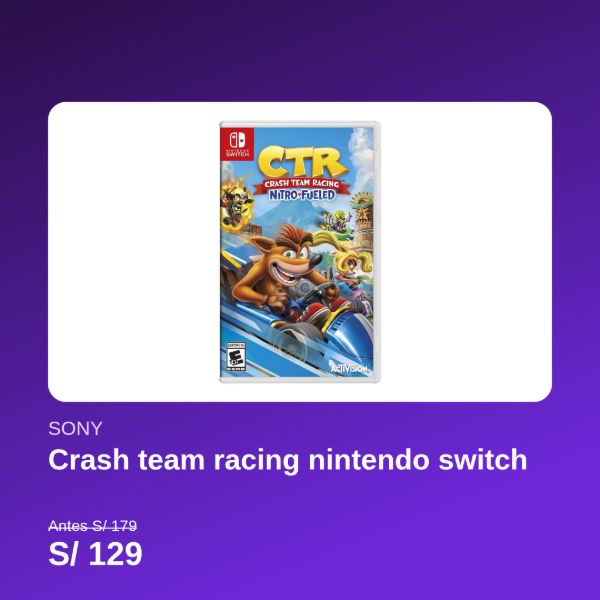 NINTENDO
SWITCH
CTR
CRASH TEAM RACING
NITRO-FUELED
ACTIVISION
SONY
Crash team racing nintendo switch
Antes S/ 179
S/ 129